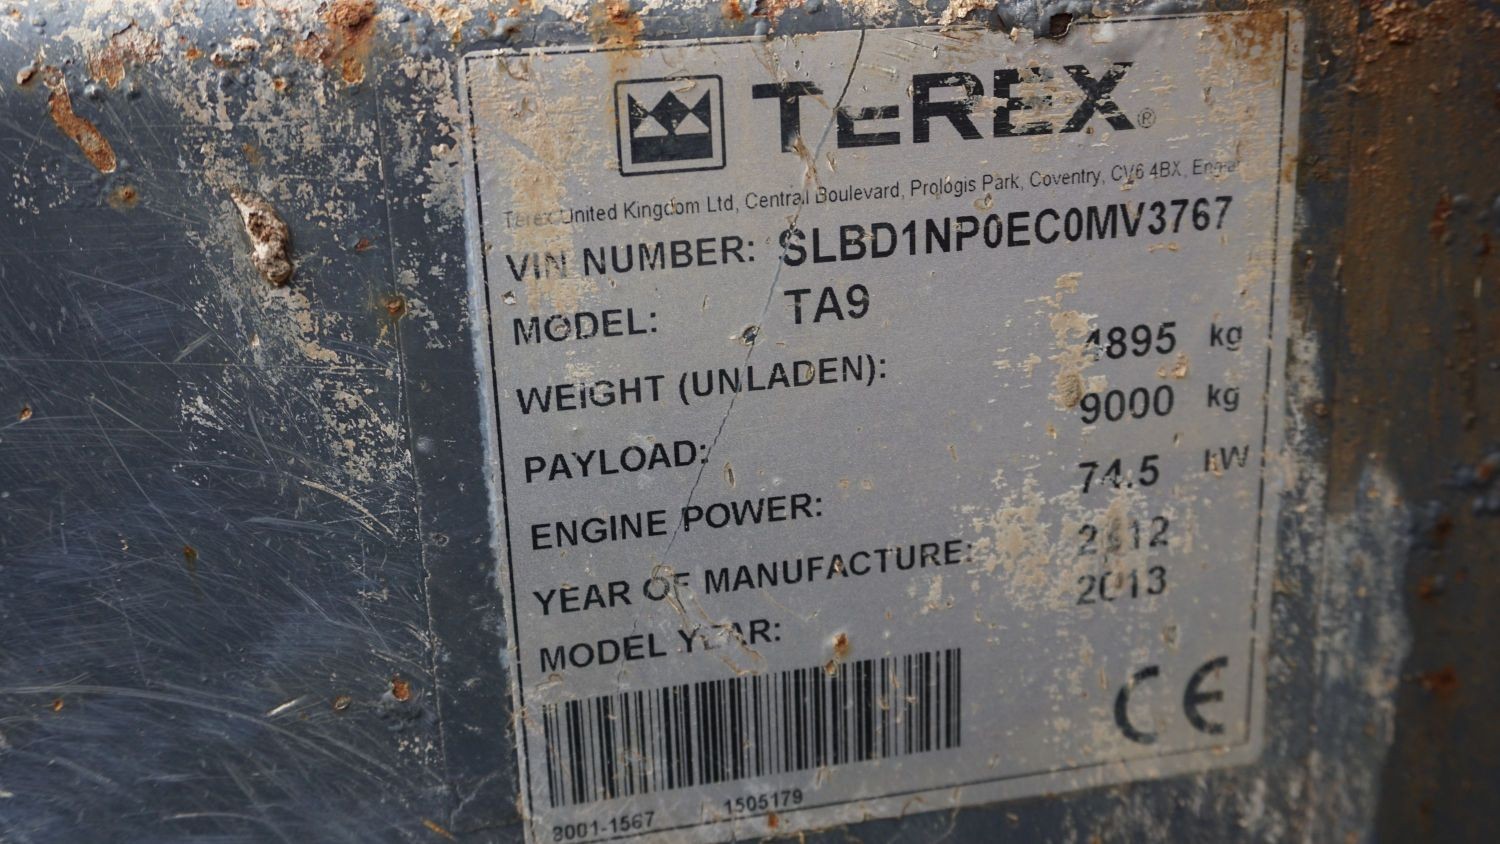 TEREX®
Terex United Kingdom Ltd, Central Boulevard, Prologis Park, Coventry, CV6 4BX,
VIN NUMBER: SLBD1NP0EC0MV3767
MODEL: TA9
WEIGHT (UNLADEN): 4895 kg
PAYLOAD: 9000 kg
ENGINE POWER: 74.5 kW
YEAR OF MANUFACTURE: 2012
MODEL YEAR: 2013
CE
8001-1567 1505179